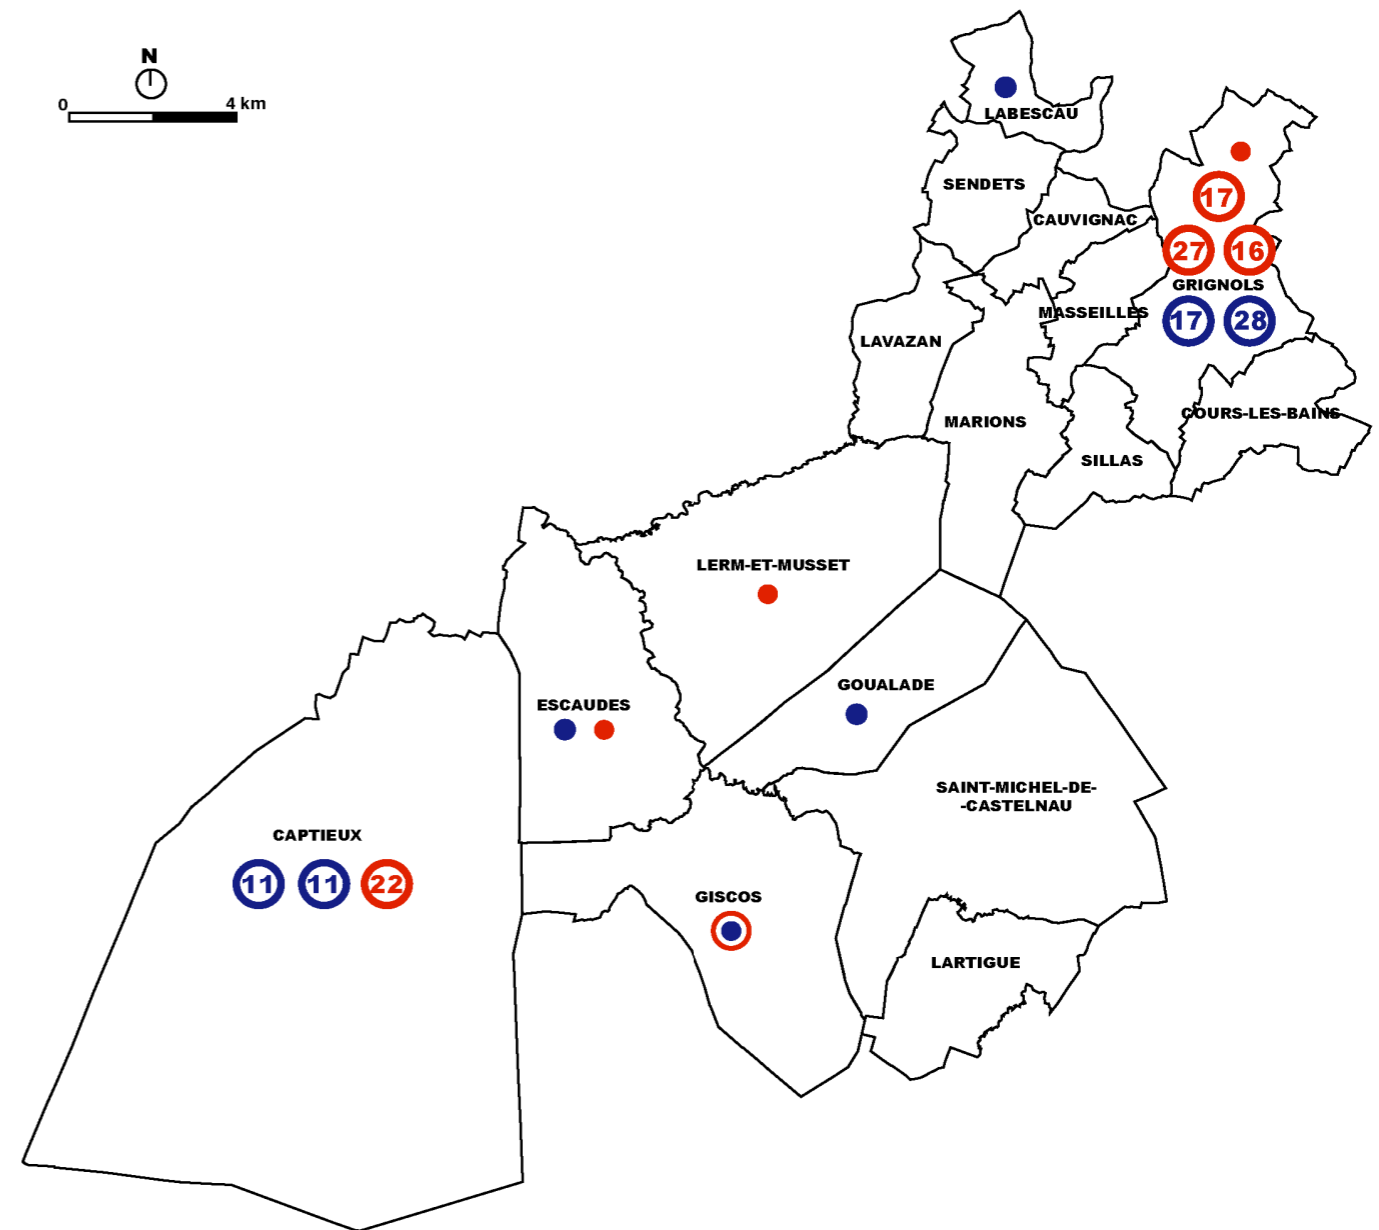 N
0 4 km
LABESCAU
SENDETS
CAUVIGNAC
17
27 16
GRIGNOLS
17 28
MASSEILLES
LAVAZAN
MARIONS
COURS-LES-BAINS
SILLAS
LERM-ET-MUSSET
GOUALADE
ESCAUDES
SAINT-MICHEL-DE-
-CASTELNAU
CAPTIEUX
11 11 22
GISCOS
LARTIGUE